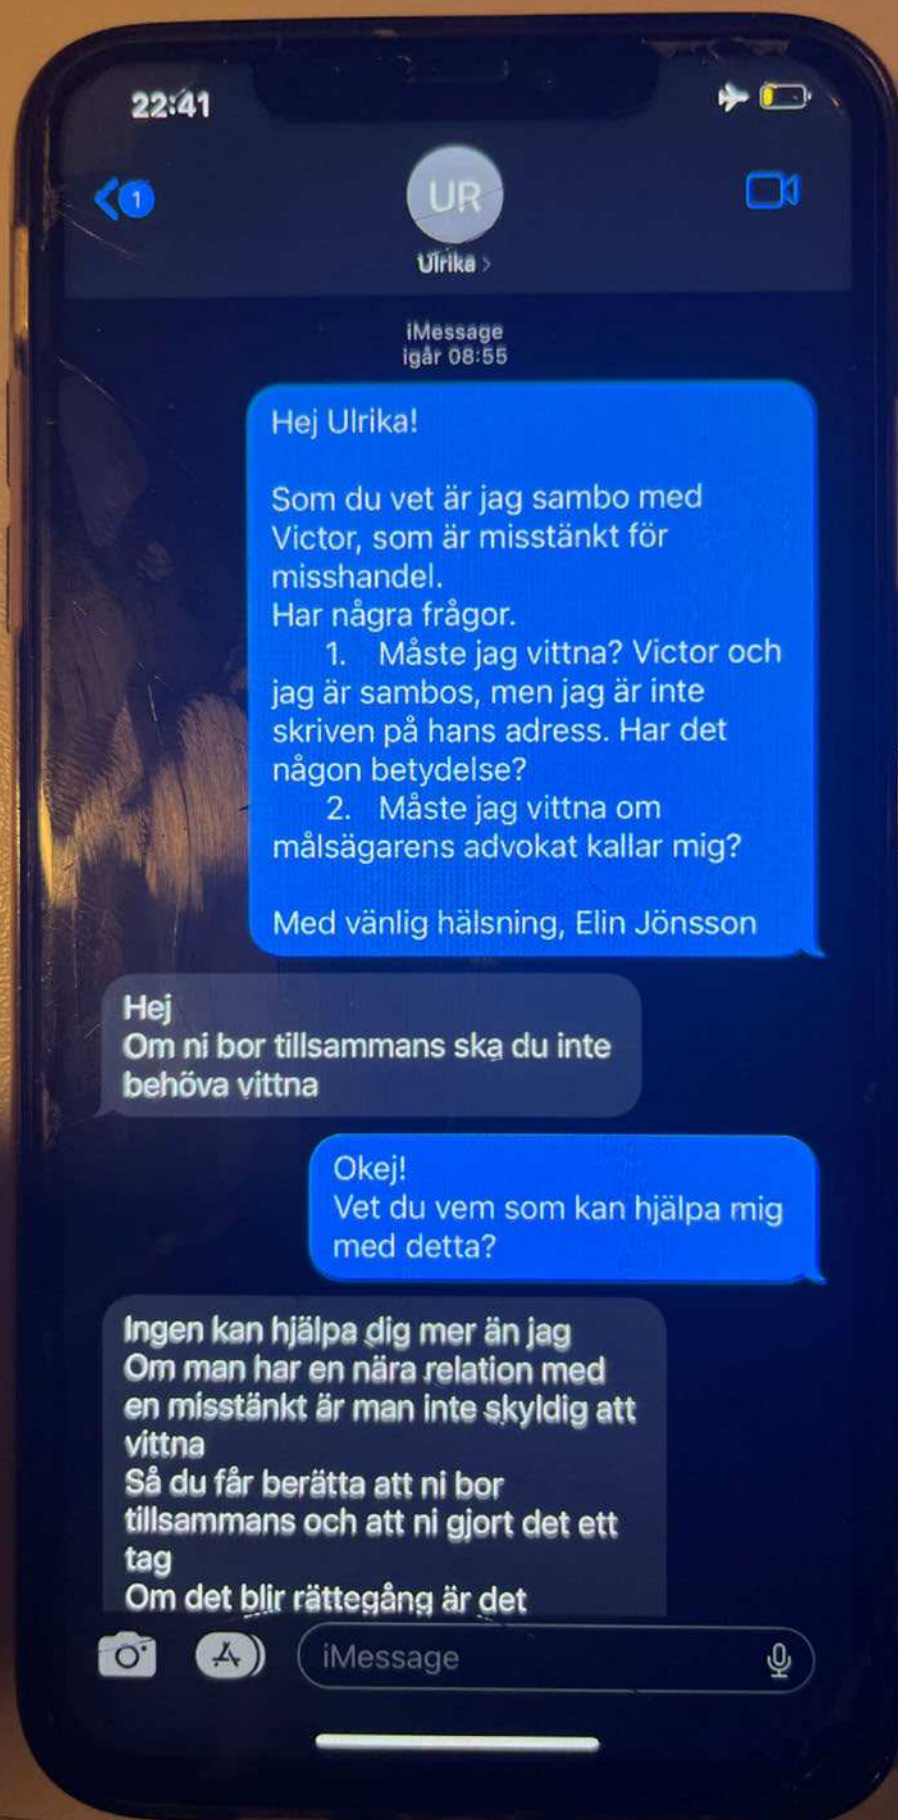 22:41
1
UR
Ulrika >
iMessage
igår 08:55
Hej Ulrika!
Som du vet är jag sambo med
Victor, som är misstänkt för
misshandel.
Har några frågor.
1. Måste jag vittna? Victor och
jag är sambos, men jag är inte
skriven på hans adress. Har det
någon betydelse?
2. Måste jag vittna om
målsägarens advokat kallar mig?
Med vänlig hälsning, Elin Jönsson
Hej
Om ni bor tillsammans ska du inte
behöva vittna
Okej!
Vet du vem som kan hjälpa mig
med detta?
Ingen kan hjälpa dig mer än jag
Om man har en nära relation med
en misstänkt är man inte skyldig att
vittna
Så du får berätta att ni bor
tillsammans och att ni gjort det ett
tag
Om det blir rättegång är det
iMessage